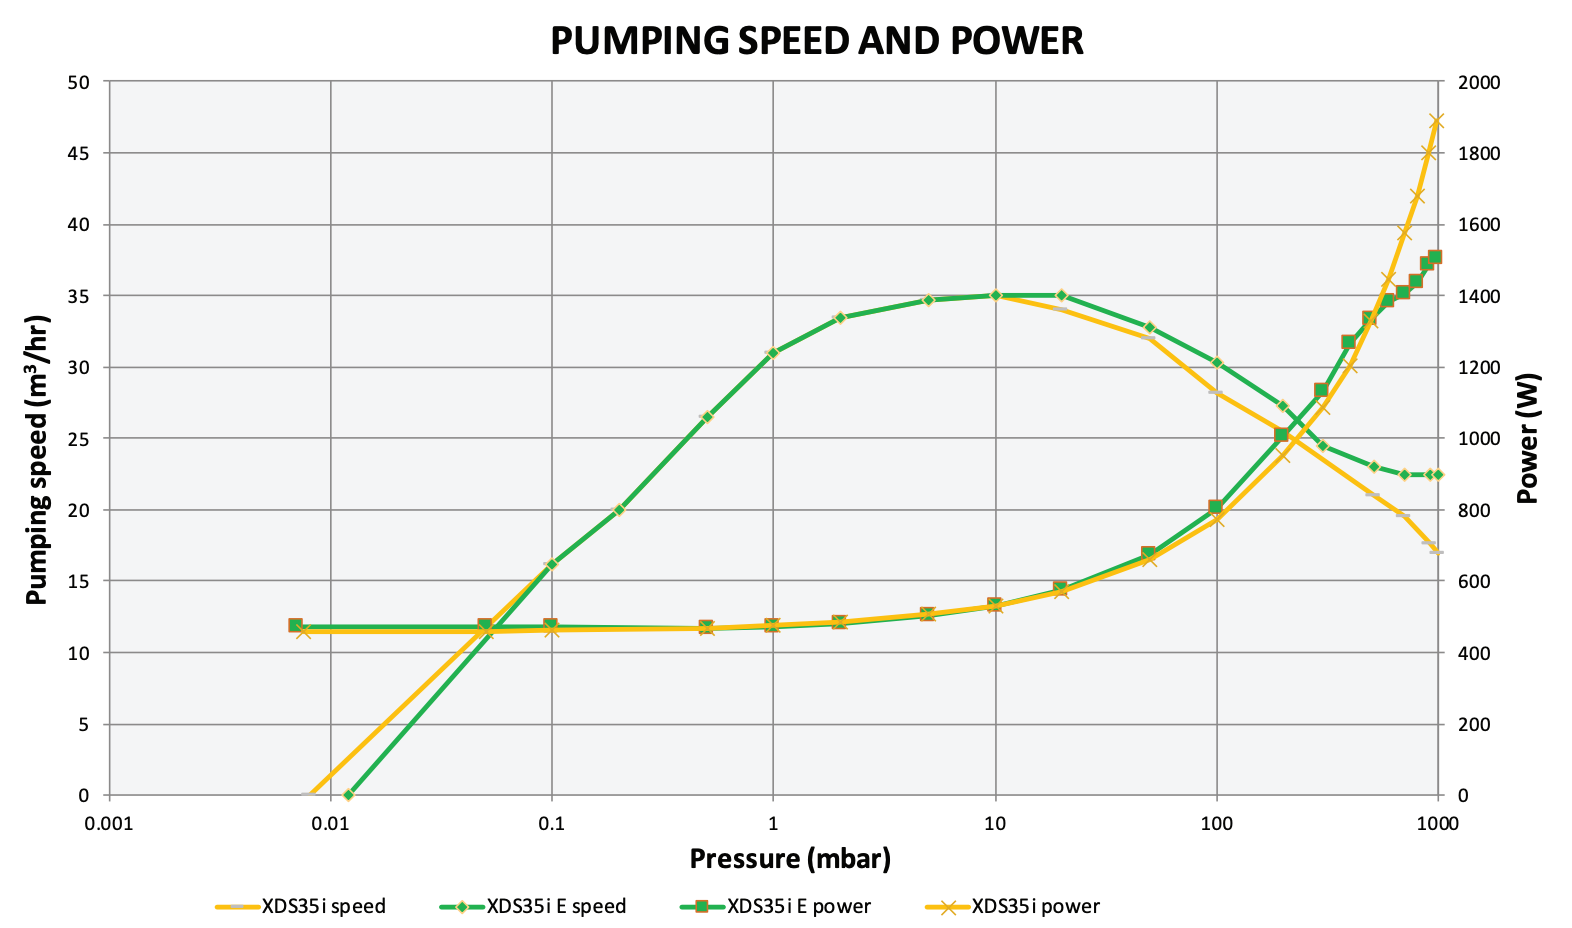 PUMPING SPEED AND POWER
50 2000
45 1800
40 1600
35 1400
30 1200
25 1000
20 800
15 600
10 400
5 200
0 0
Pumping speed (m³/hr)
Power (W)
0.001 0.01 0.1 1 10 100 1000
Pressure (mbar)
XDS35i speed XDS35i E speed XDS35i E power XDS35i power